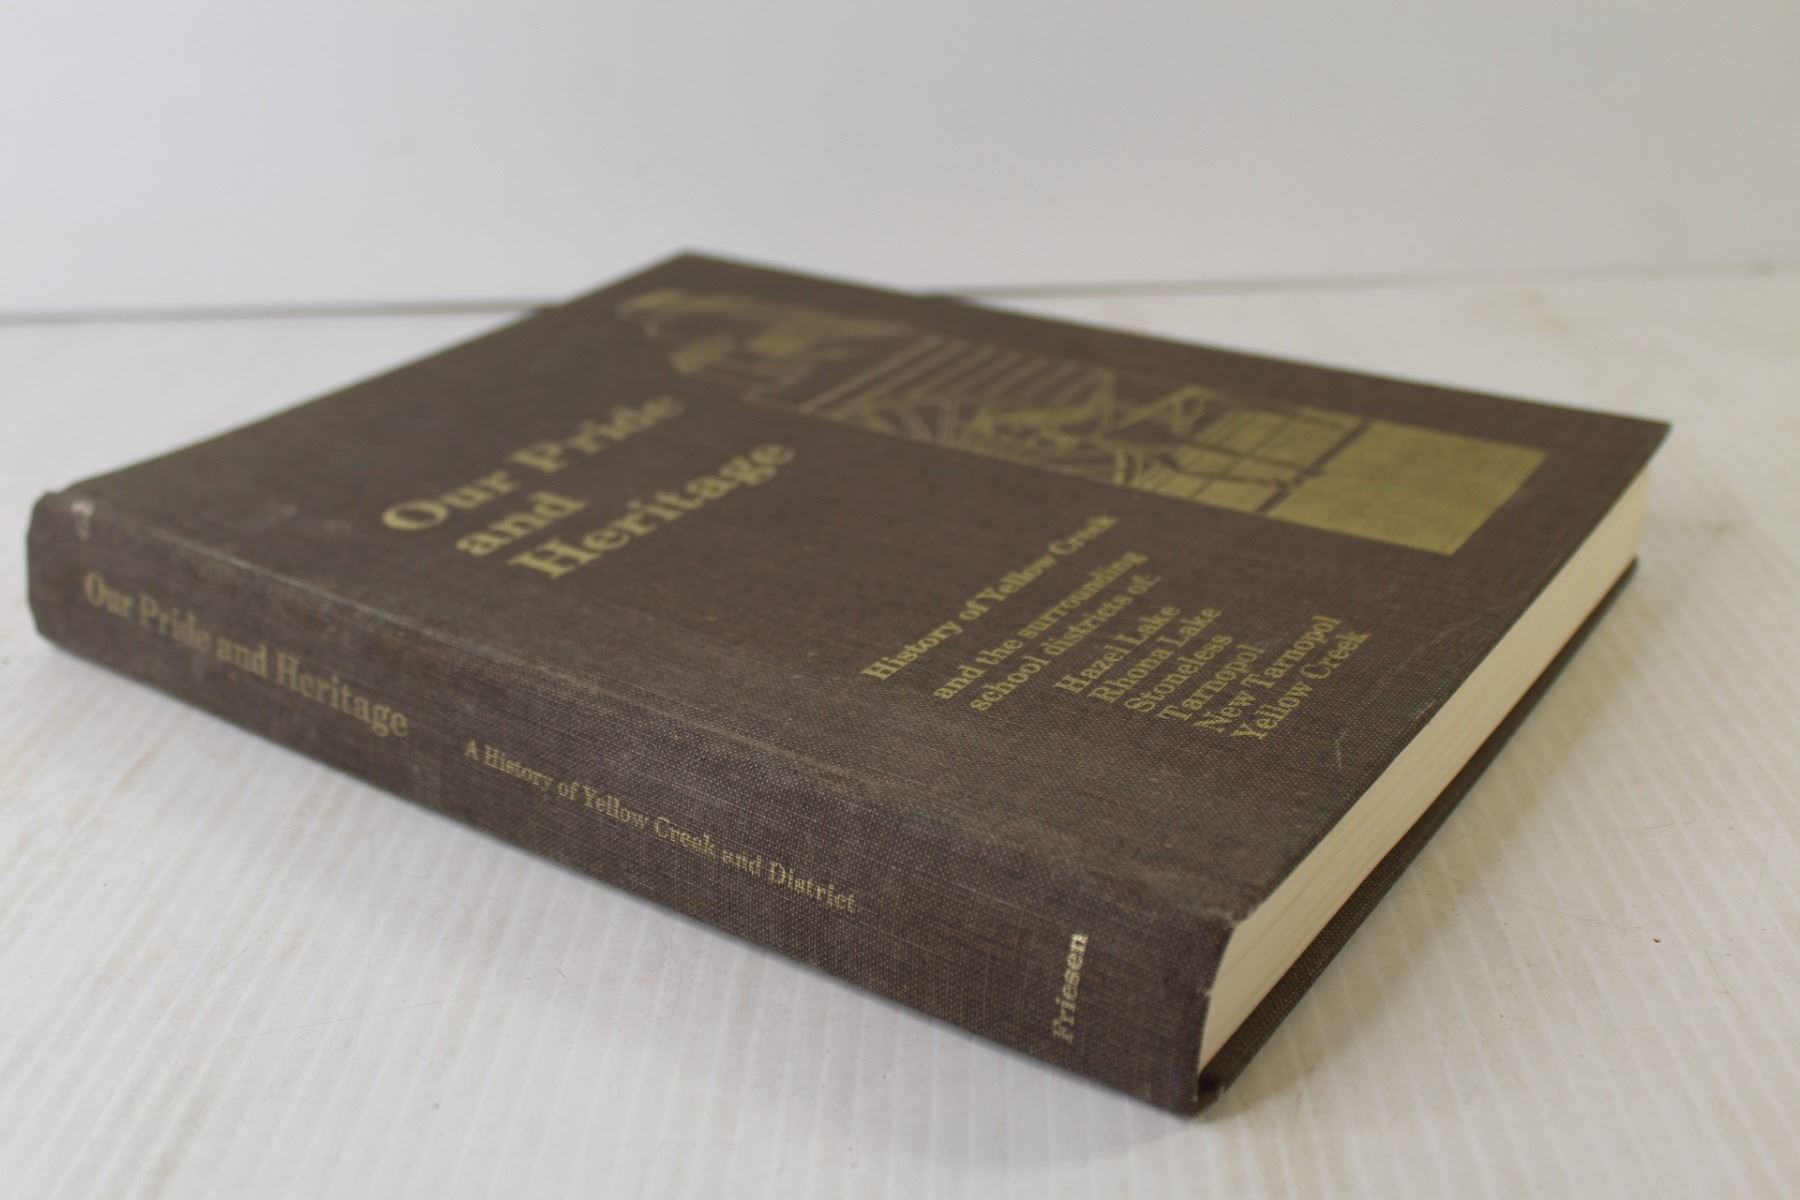 Our Pride
and
Heritage
History of Yellow Creek
and the surrounding
school districts of:
Hazel Lake
Rhona Lake
Stoneless
Tarnopol
New Tarnopol
Yellow Creek
Our Pride and Heritage
A History of Yellow Creek and District
Friesen